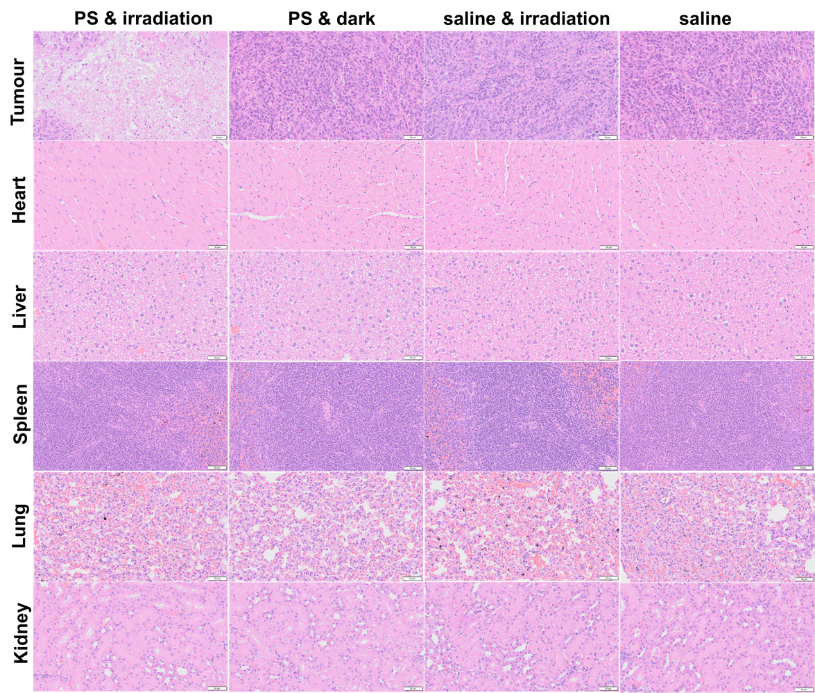 PS & irradiation PS & dark saline & irradiation saline
Tumour
Heart
Liver
Spleen
Lung
Kidney